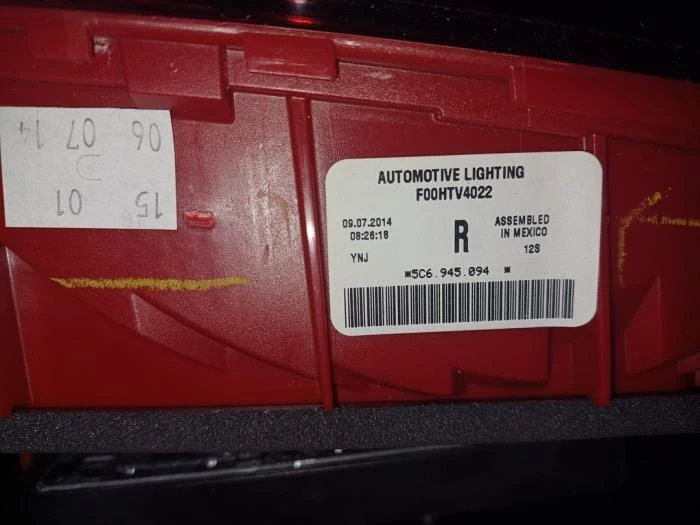 06 07 14
U
15 01
AUTOMOTIVE LIGHTING
F00HTV4022
09.07.2014
08:26:18
R
ASSEMBLED
IN MEXICO
YNJ
12S
*5C6.945.094 *